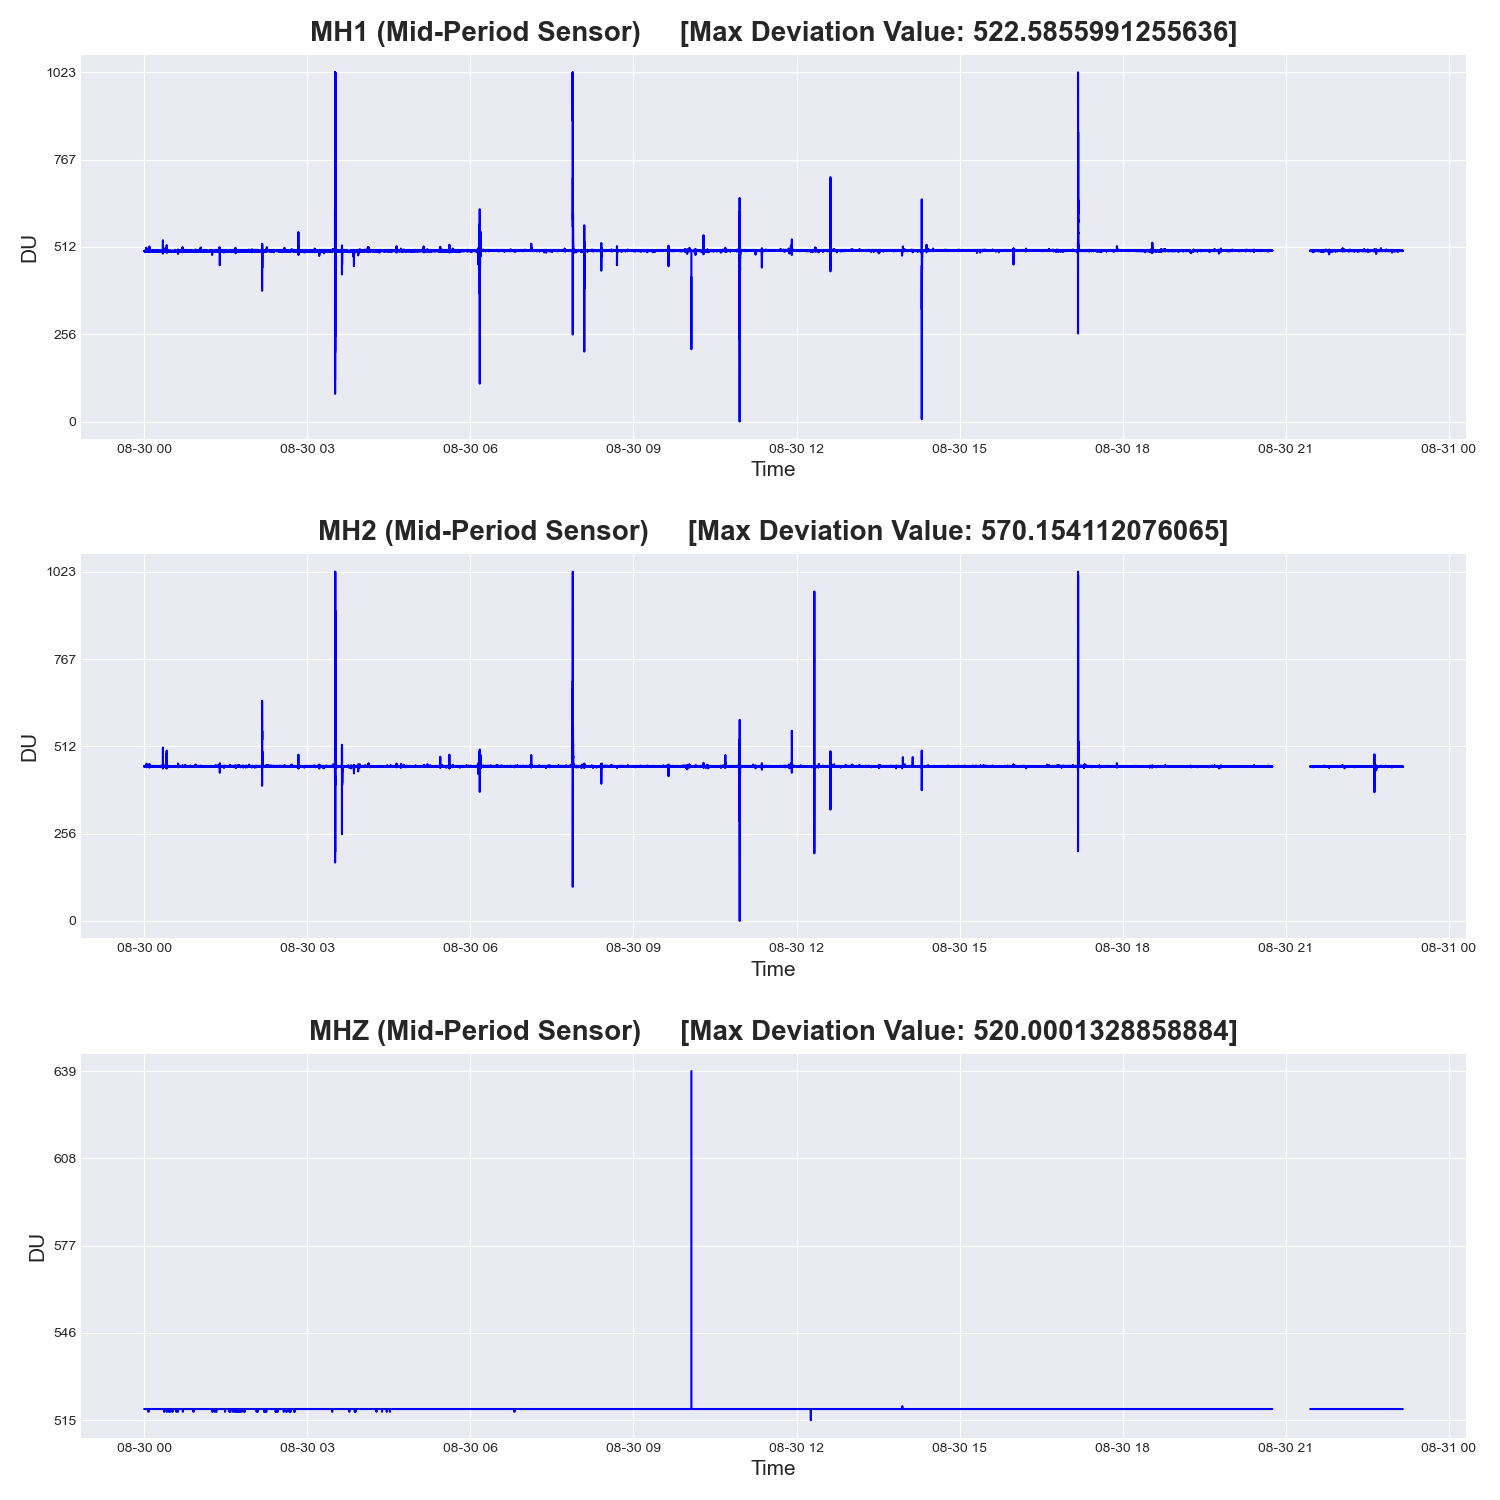 MH1 (Mid-Period Sensor) [Max Deviation Value: 522.5855991255636]
1023
767
512
256
0
DU
08-30 00 08-30 03 08-30 06 08-30 09 08-30 12 08-30 15 08-30 18 08-30 21 08-31 00
Time
MH2 (Mid-Period Sensor) [Max Deviation Value: 570.154112076065]
1023
767
512
256
0
DU
08-30 00 08-30 03 08-30 06 08-30 09 08-30 12 08-30 15 08-30 18 08-30 21 08-31 00
Time
MHZ (Mid-Period Sensor) [Max Deviation Value: 520.0001328858884]
639
608
577
546
515
DU
08-30 00 08-30 03 08-30 06 08-30 09 08-30 12 08-30 15 08-30 18 08-30 21 08-31 00
Time